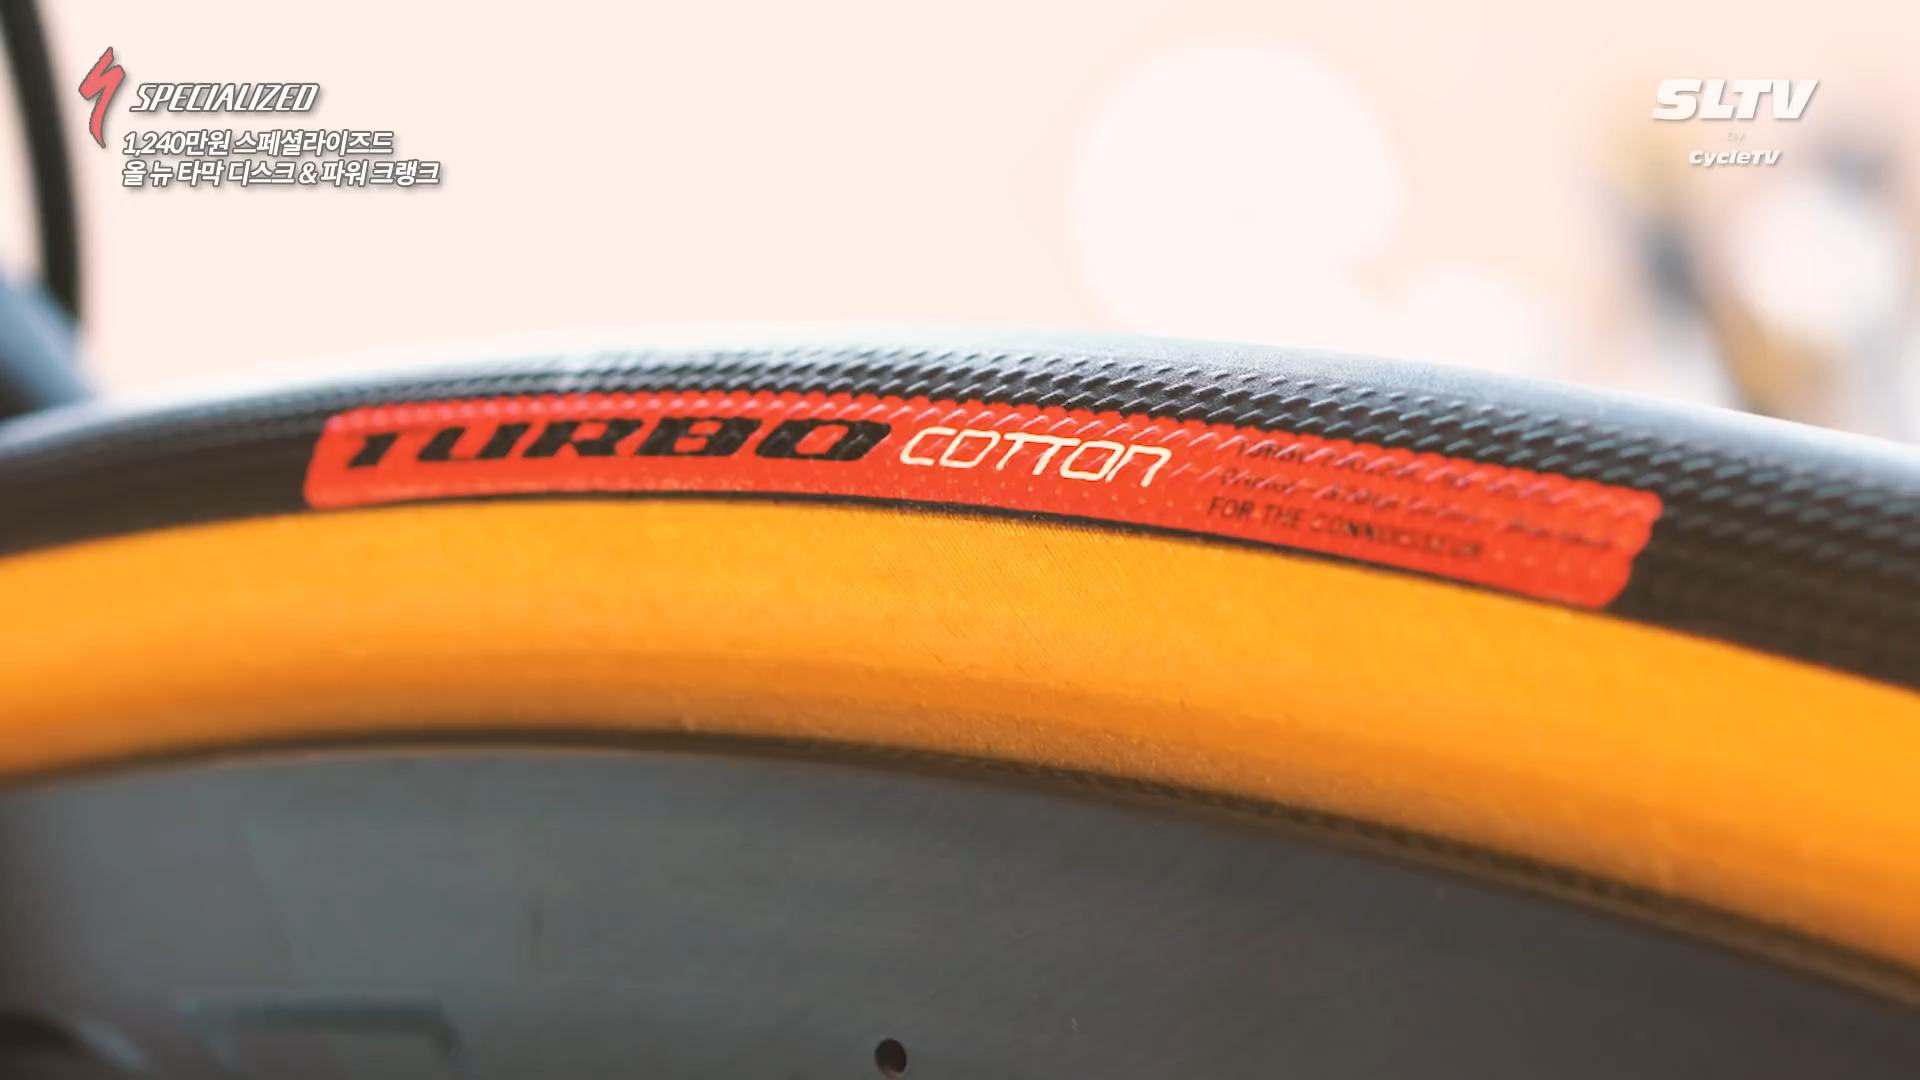 SPECIALIZED
1,240만원 스페셜라이즈드
올 뉴 타막 디스크 & 파워 크랭크
SLTV
by
CycleTV
TURBO COTTON
FOR THE CONNOISSEUR